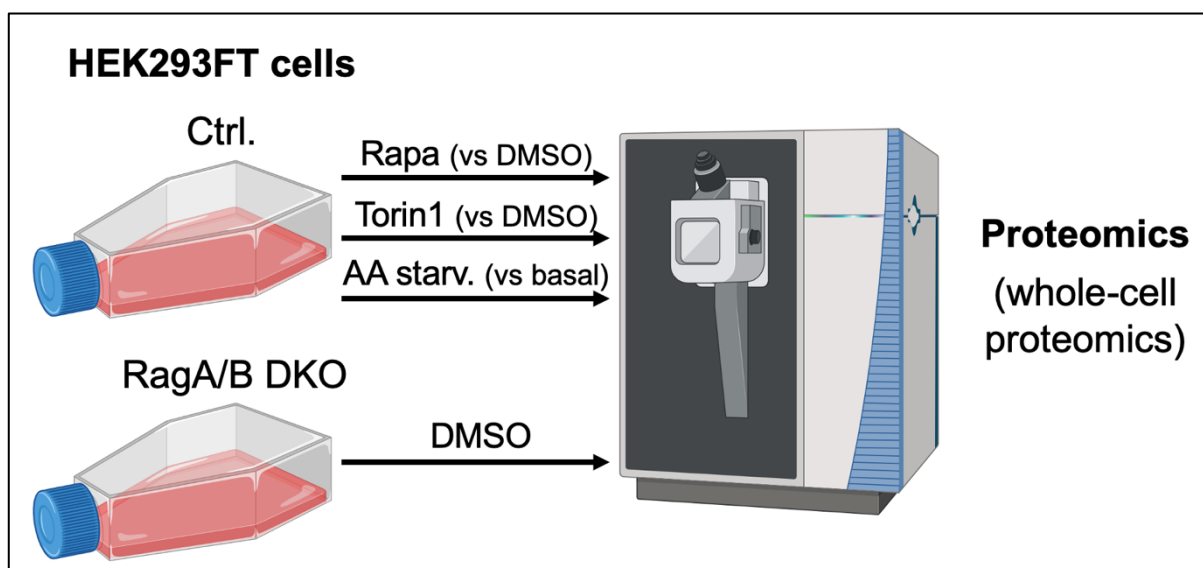 HEK293FT cells
Ctrl.
Rapa (vs DMSO)
Torin1 (vs DMSO)
AA starv. (vs basal)
RagA/B DKO
DMSO
Proteomics
(whole-cell
proteomics)